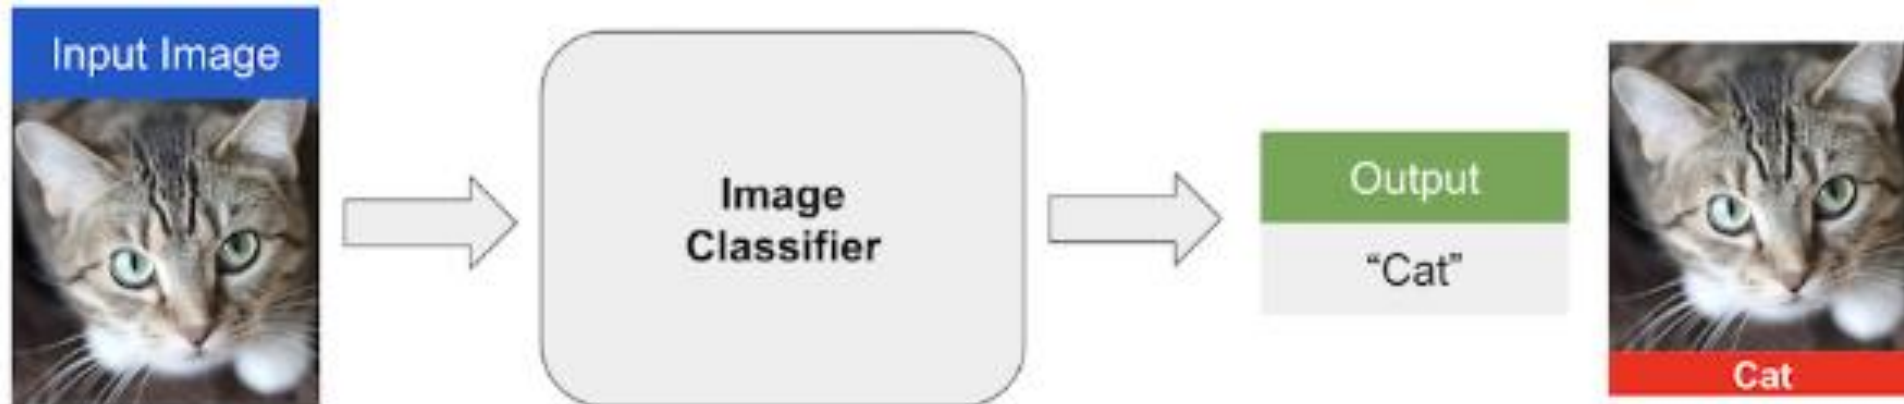 Input Image
Image
Classifier
Output
“Cat”
Cat